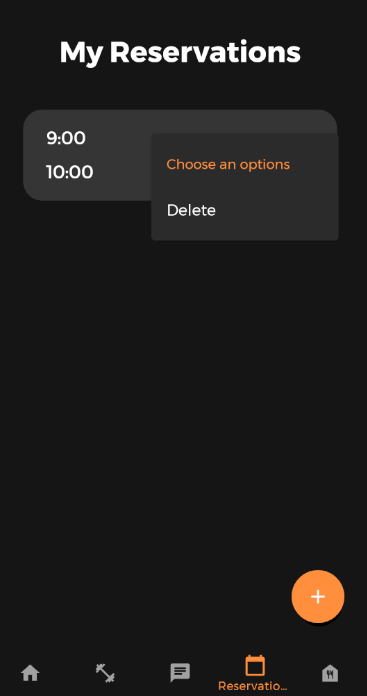 My Reservations
9:00
10:00
Choose an options
Delete
Reservatio...